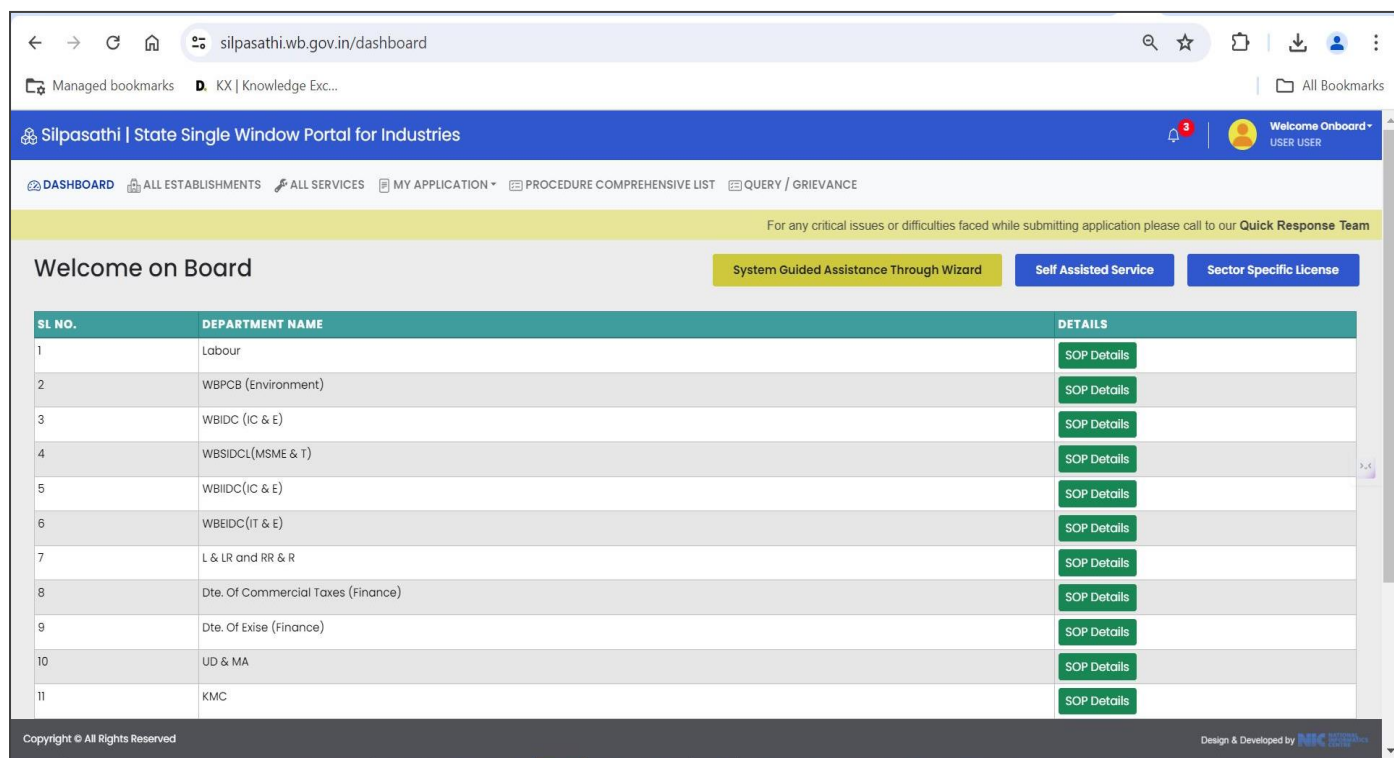 silpasathi.wb.gov.in/dashboard
Managed bookmarks D. KX | Knowledge Exc... All Bookmarks
Silpasathi | State Single Window Portal for Industries 3 Welcome Onboard
USER USER
DASHBOARD ALL ESTABLISHMENTS ALL SERVICES MY APPLICATION PROCEDURE COMPREHENSIVE LIST QUERY / GRIEVANCE
For any critical issues or difficulties faced while submitting application please call to our Quick Response Team
Welcome on Board System Guided Assistance Through Wizard Self Assisted Service Sector Specific License
SL NO. DEPARTMENT NAME DETAILS
1 Labour SOP Details
2 WBPCB (Environment) SOP Details
3 WBIDC (IC & E) SOP Details
4 WBSIDCL(MSME & T) SOP Details
5 WBIIDC(IC & E) SOP Details
6 WBEIDC(IT & E) SOP Details
7 L & LR and RR & R SOP Details
8 Dte. Of Commercial Taxes (Finance) SOP Details
9 Dte. Of Exise (Finance) SOP Details
10 UD & MA SOP Details
11 KMC SOP Details
Copyright © All Rights Reserved Design & Developed by NIC NATIONAL INFORMATICS CENTRE